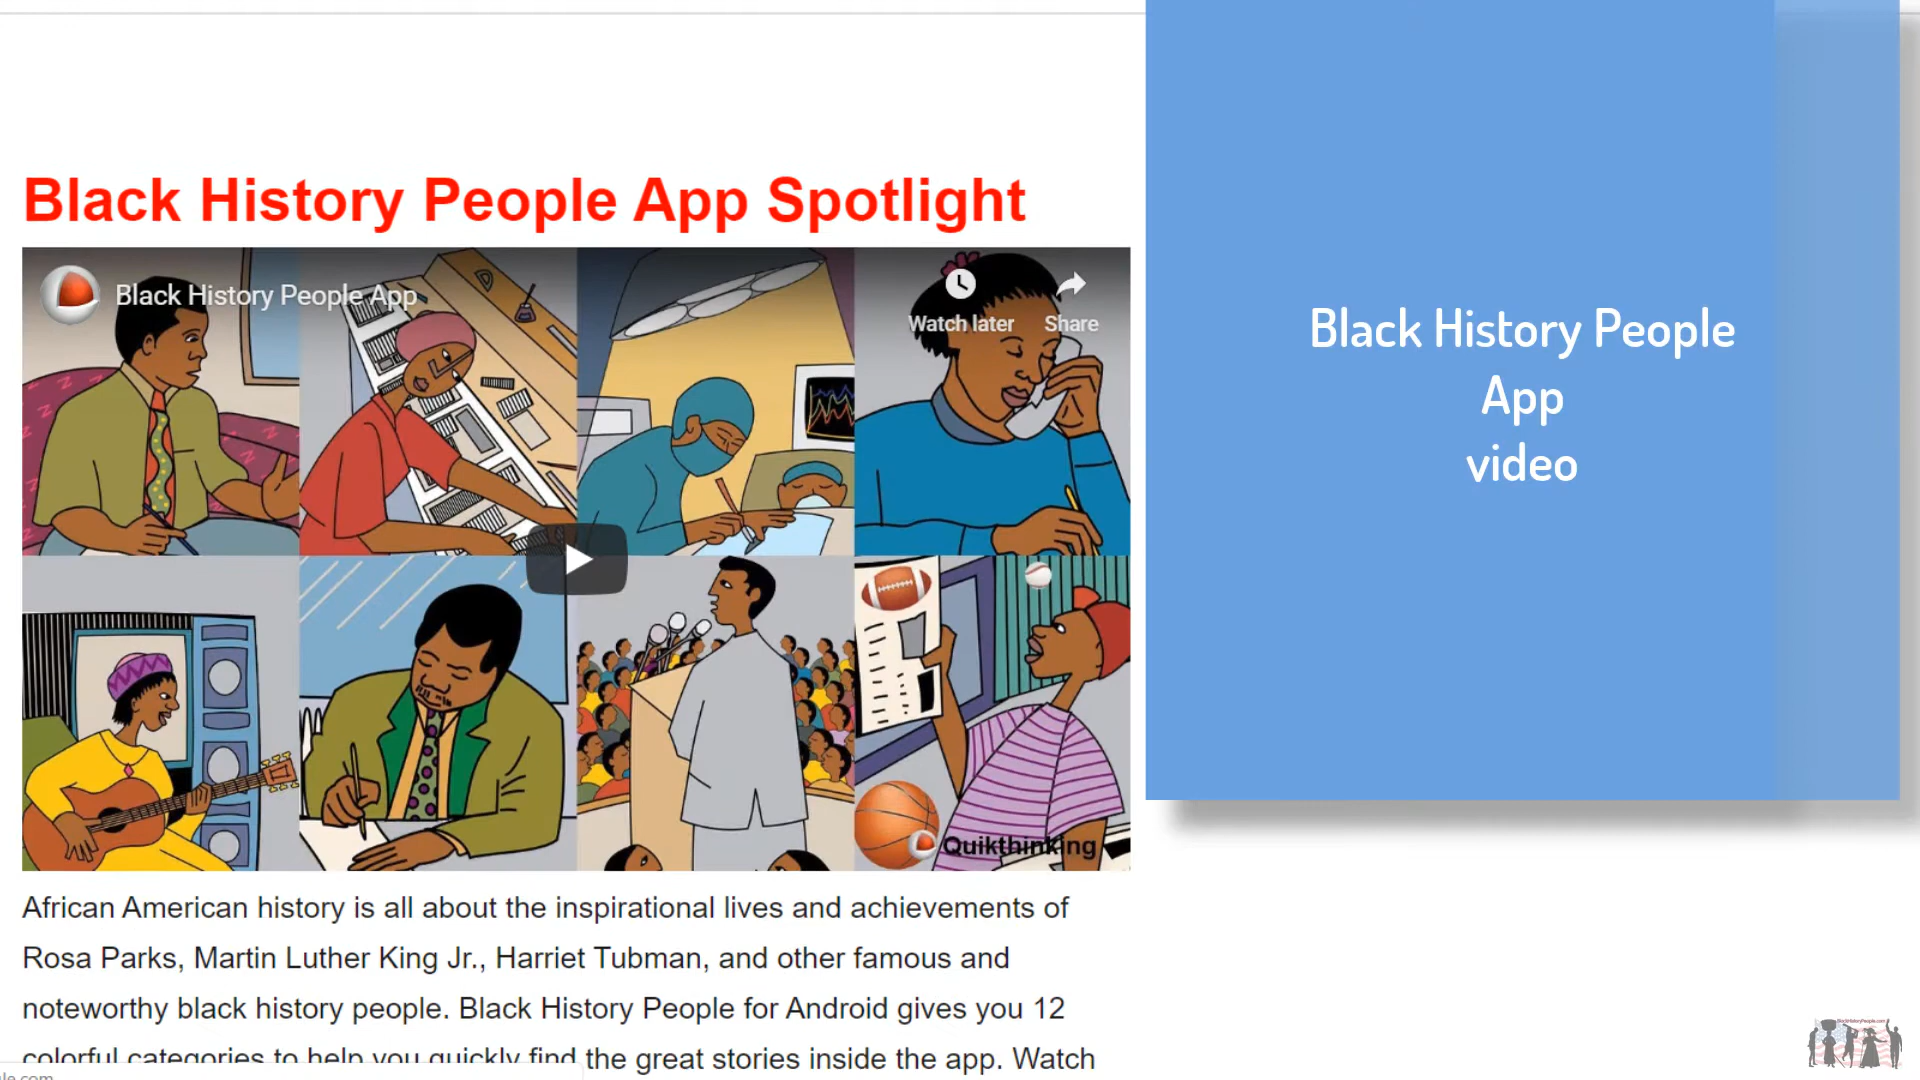 Black History People App Spotlight
Black History People App
Watch later
Share
Quikthinking
African American history is all about the inspirational lives and achievements of
Rosa Parks, Martin Luther King Jr., Harriet Tubman, and other famous and
noteworthy black history people. Black History People for Android gives you 12
colorful categories to help you quickly find the great stories inside the app. Watch
Black History People
App
video
BlackHistoryPeople.com